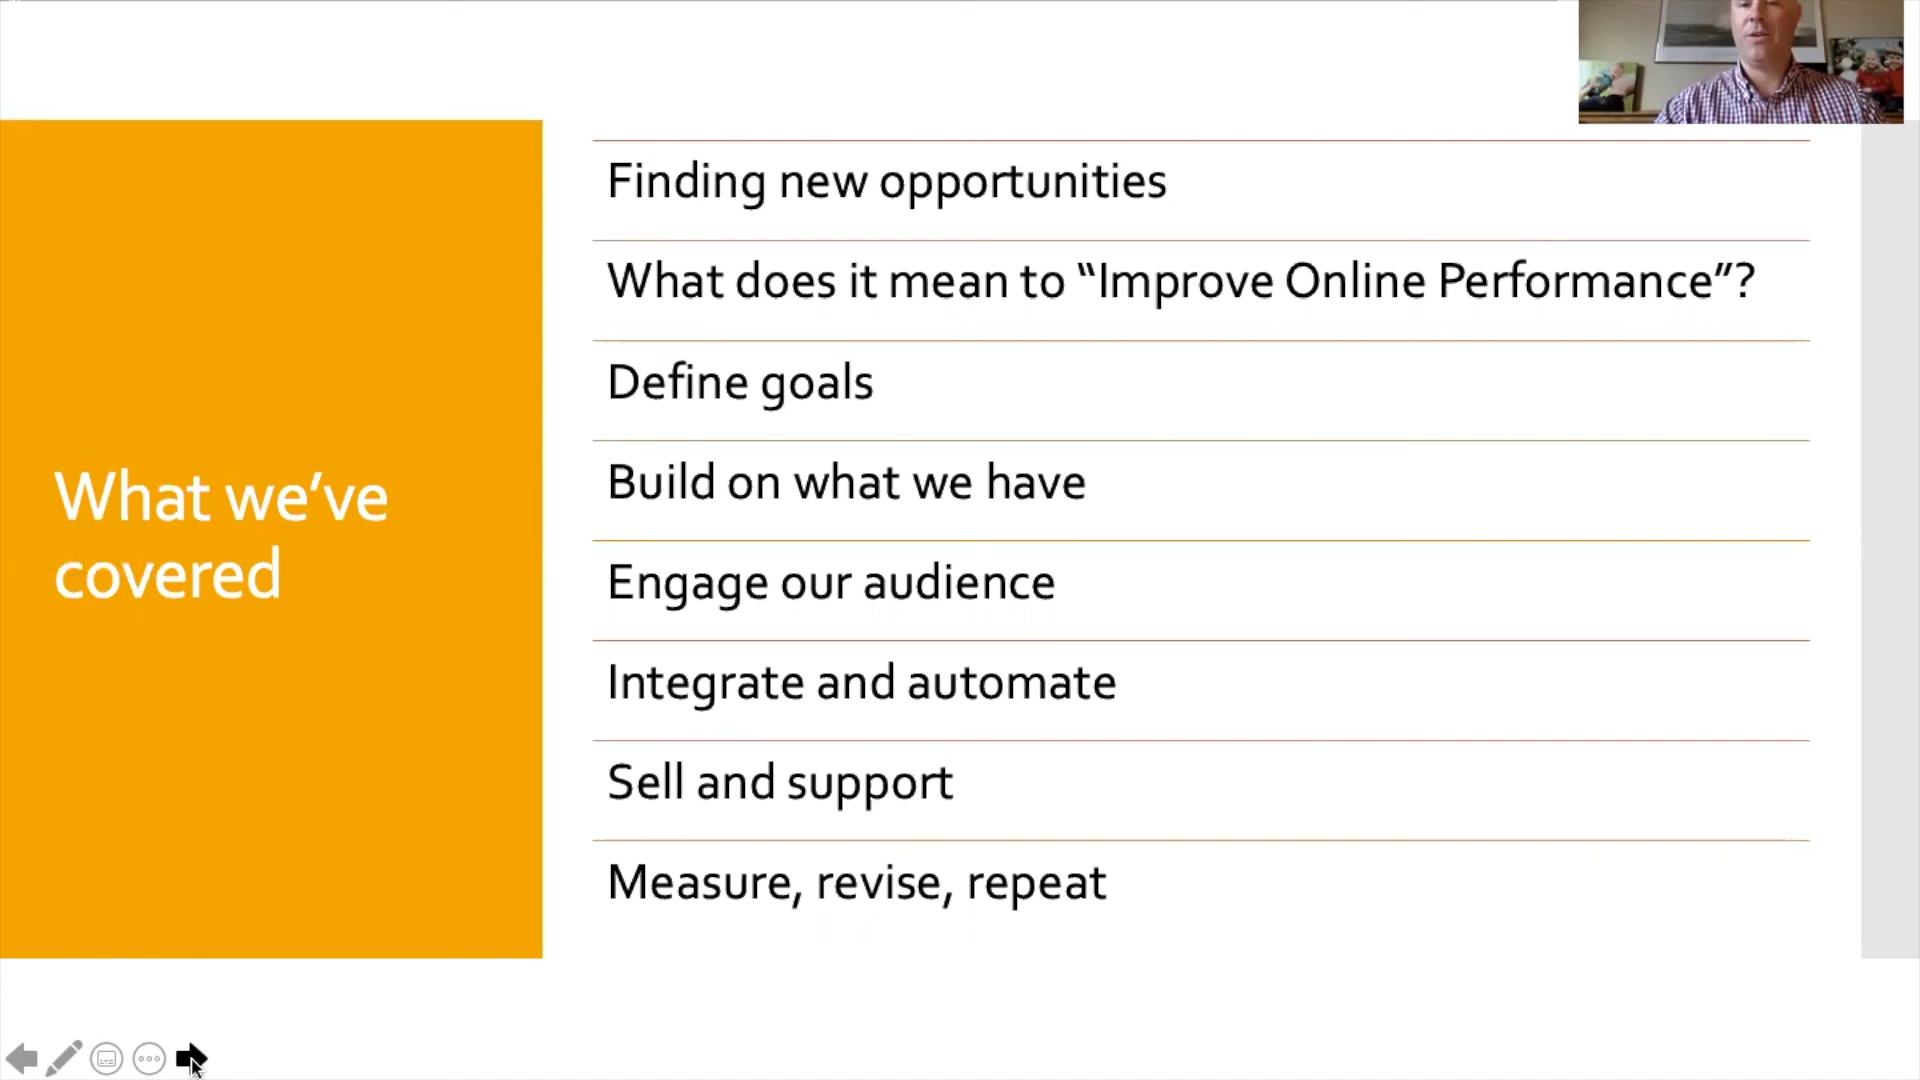 What we’ve
covered
Finding new opportunities
What does it mean to “Improve Online Performance”?
Define goals
Build on what we have
Engage our audience
Integrate and automate
Sell and support
Measure, revise, repeat